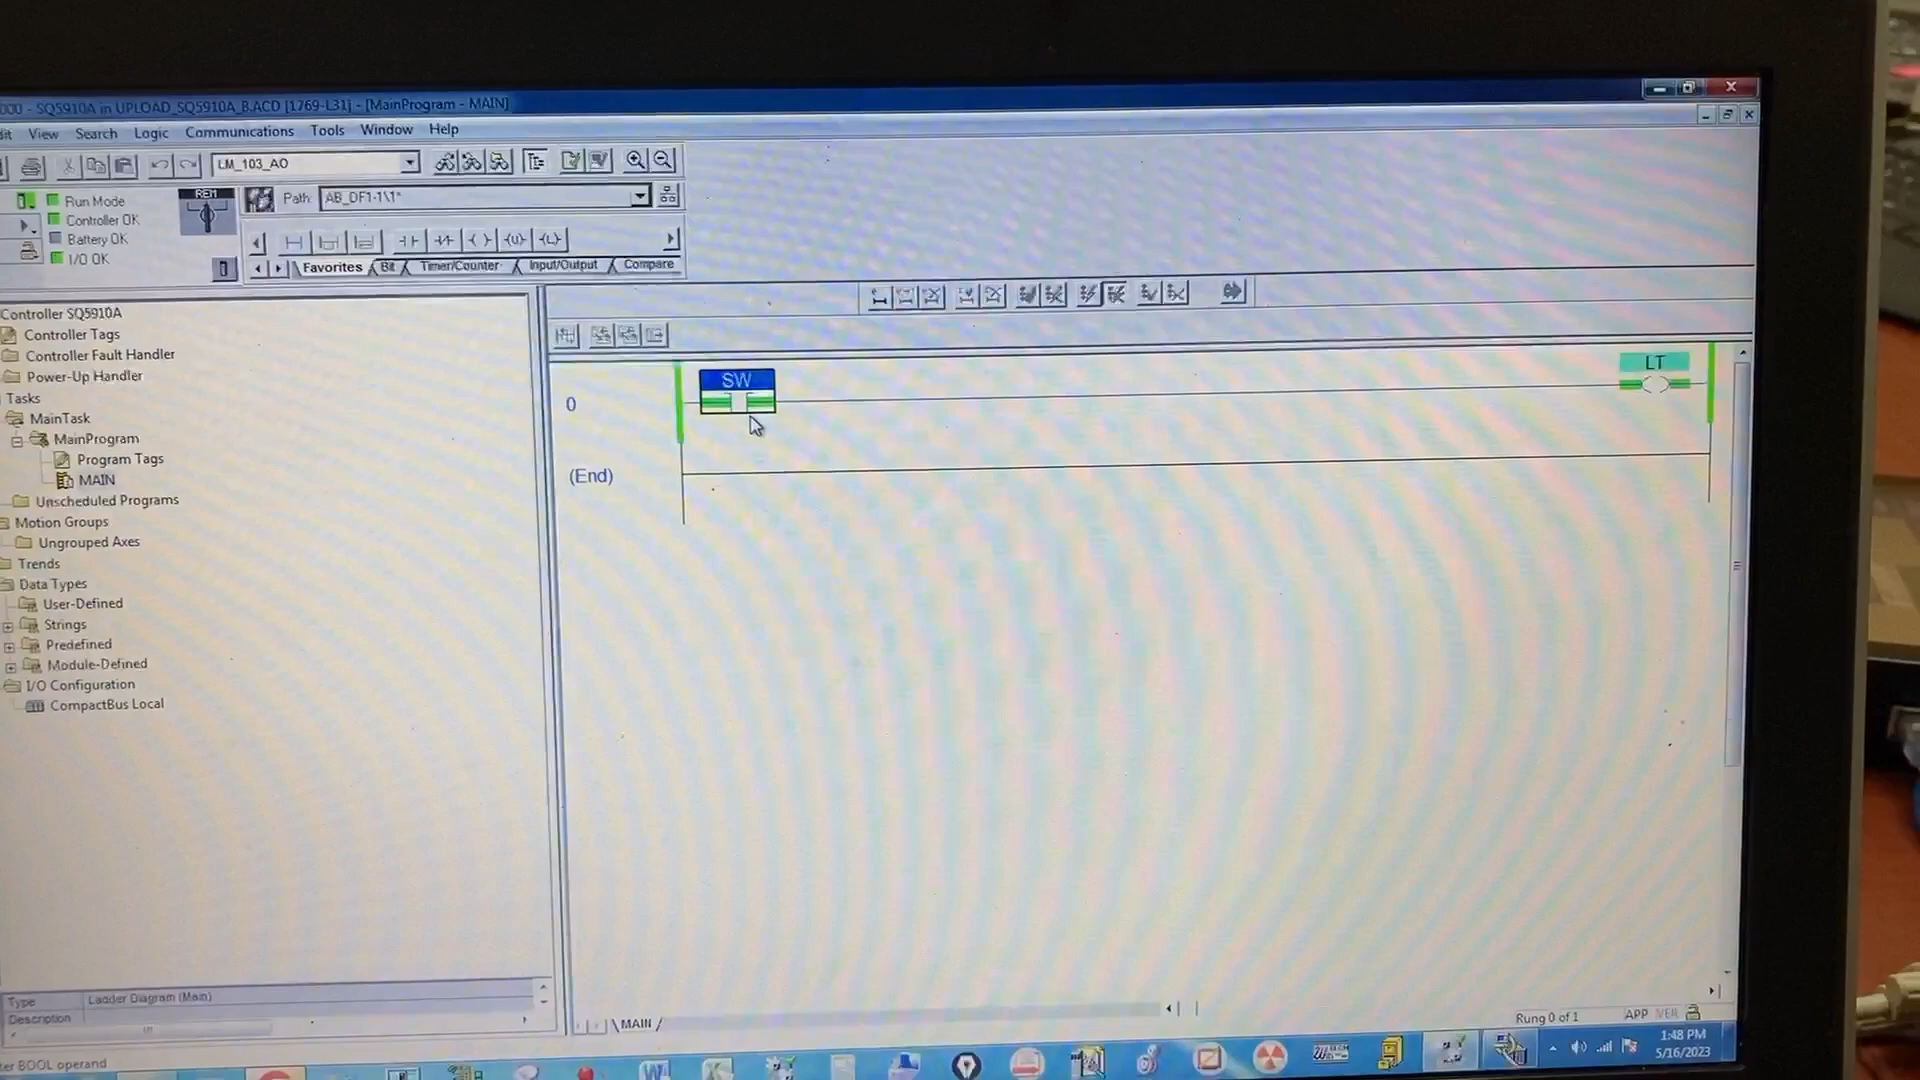 000 - SQ5910A in UPLOAD_SQ5910A_B.ACD [1769-L31] - [MainProgram - MAIN]
dit View Search Logic Communications Tools Window Help
LM_103_AO
Run Mode
Controller OK
Battery OK
I/O OK
REM
Path: AB_DF1-1\1*
Favorites Bit Timer/Counter Input/Output Compare
Controller SQ5910A
Controller Tags
Controller Fault Handler
Power-Up Handler
Tasks
MainTask
MainProgram
Program Tags
MAIN
Unscheduled Programs
Motion Groups
Ungrouped Axes
Trends
Data Types
User-Defined
Strings
Predefined
Module-Defined
I/O Configuration
CompactBus Local
Type Ladder Diagram (Main)
Description
SW
LT
0
(End)
MAIN
Rung 0 of 1 APP VER
ter BOOL operand
1:48 PM
5/16/2023